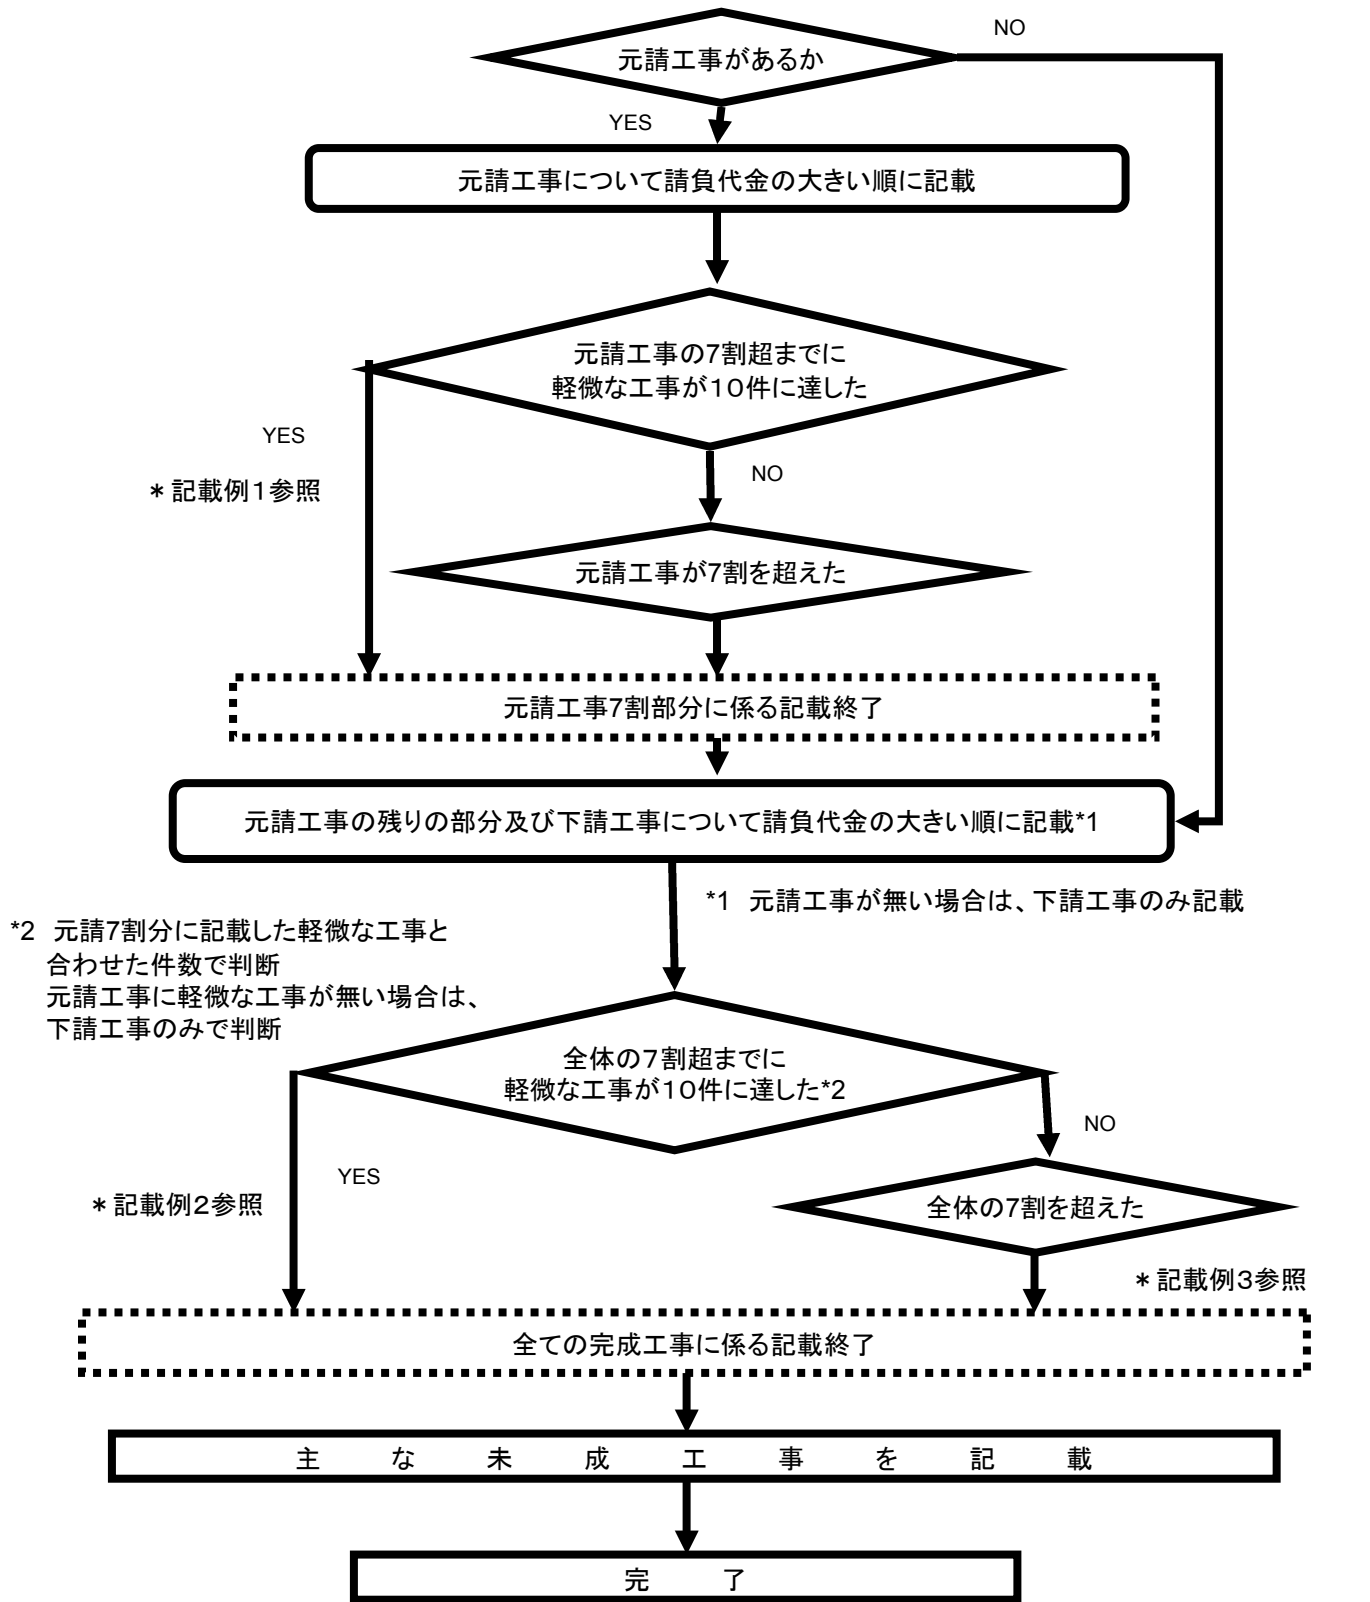 元請工事があるか
NO
YES
元請工事について請負代金の大きい順に記載
元請工事の7割超までに
軽微な工事が10件に達した
YES
NO
＊記載例１参照
元請工事が7割を超えた
元請工事7割部分に係る記載終了
元請工事の残りの部分及び下請工事について請負代金の大きい順に記載*1
*1 元請工事が無い場合は、下請工事のみ記載
*2 元請7割分に記載した軽微な工事と
合わせた件数で判断
元請工事に軽微な工事が無い場合は、
下請工事のみで判断
全体の７割超までに
軽微な工事が10件に達した*2
NO
YES
＊記載例２参照
全体の7割を超えた
＊記載例３参照
全ての完成工事に係る記載終了
主 な 未 成 工 事 を 記 載
完 了